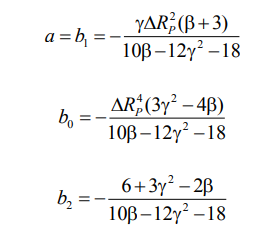 a = b₁ = − γΔR_P²(β+3) / (10β−12γ²−18)
b₀ = − ΔR_P⁴(3γ²−4β) / (10β−12γ²−18)
b₂ = − (6+3γ²−2β) / (10β−12γ²−18)